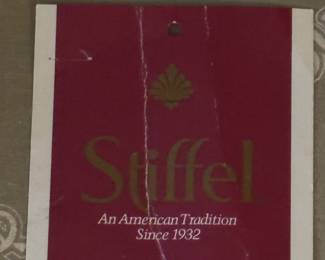 Stiffel
An American Tradition
Since 1932